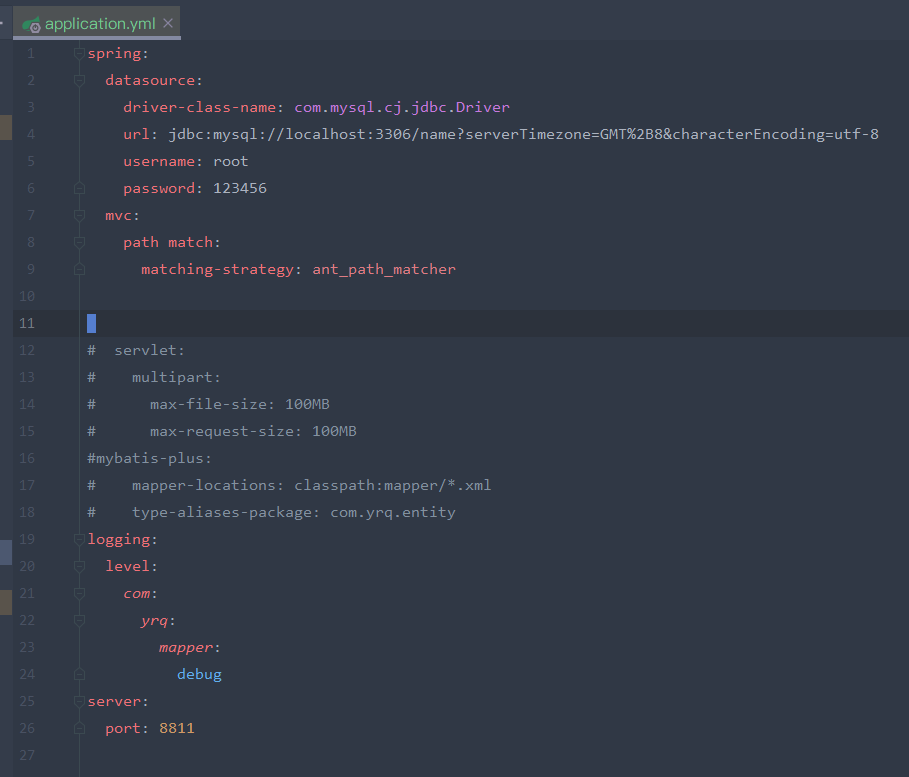 application.yml
1 spring:
2 datasource:
3 driver-class-name: com.mysql.cj.jdbc.Driver
4 url: jdbc:mysql://localhost:3306/name?serverTimezone=GMT%2B8&characterEncoding=utf-8
5 username: root
6 password: 123456
7 mvc:
8 path match:
9 matching-strategy: ant_path_matcher
10
11
12 #  servlet:
13 #    multipart:
14 #      max-file-size: 100MB
15 #      max-request-size: 100MB
16 #mybatis-plus:
17 #    mapper-locations: classpath:mapper/*.xml
18 #    type-aliases-package: com.yrq.entity
19 logging:
20 level:
21 com:
22 yrq:
23 mapper:
24 debug
25 server:
26 port: 8811
27